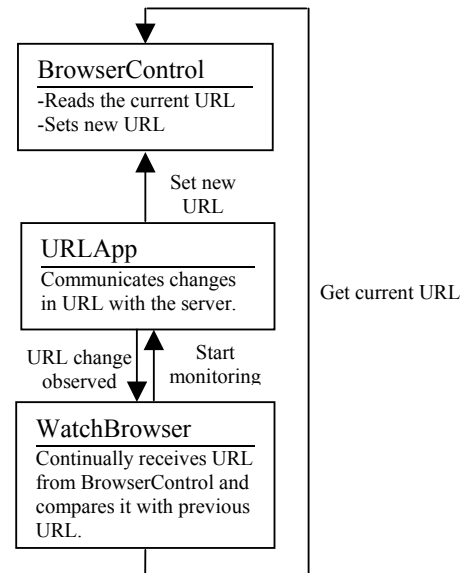 BrowserControl
-Reads the current URL
-Sets new URL
Set new
URL
URLApp
Communicates changes
in URL with the server.
Get current URL
URL change
observed
Start
monitoring
WatchBrowser
Continually receives URL
from BrowserControl and
compares it with previous
URL.